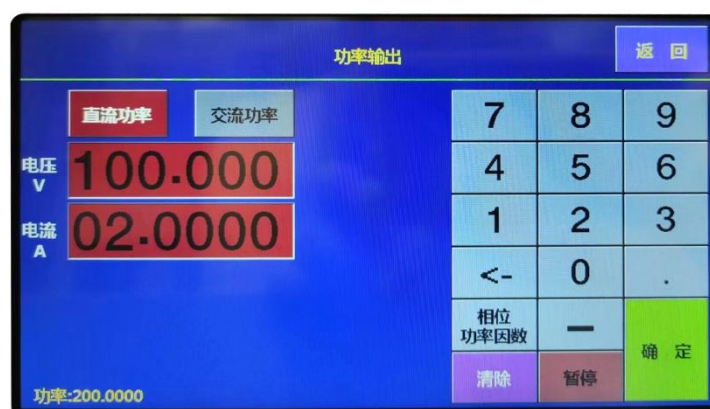 功率输出
返 回
直流功率 交流功率
电压
V
100.000
电流
A
02.0000
7 8 9
4 5 6
1 2 3
<- 0 .
相位
功率因数
—
确 定
清除 暂停
功率:200.0000